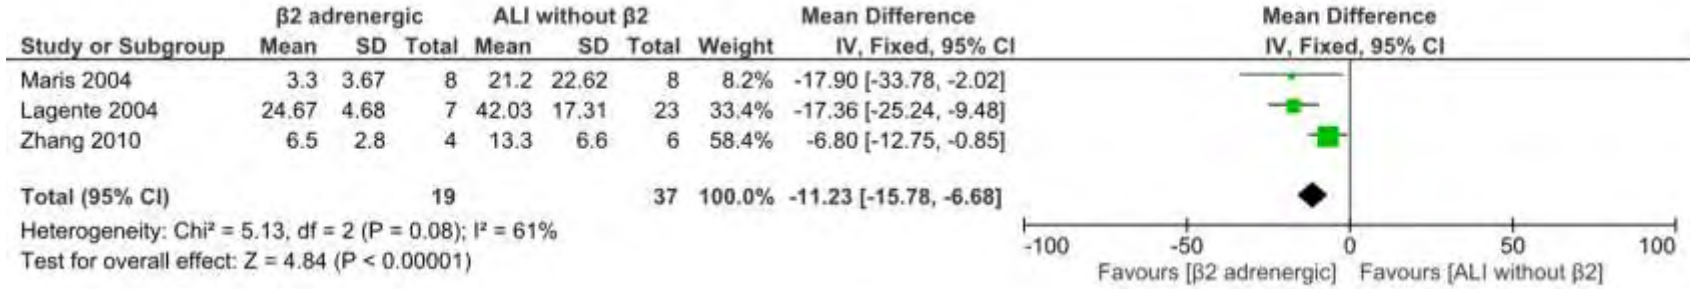 β2 adrenergic ALI without β2 Mean Difference Mean Difference
Study or Subgroup Mean SD Total Mean SD Total Weight IV, Fixed, 95% CI IV, Fixed, 95% CI
Maris 2004 3.3 3.67 8 21.2 22.62 8 8.2% -17.90 [-33.78, -2.02]
Lagente 2004 24.67 4.68 7 42.03 17.31 23 33.4% -17.36 [-25.24, -9.48]
Zhang 2010 6.5 2.8 4 13.3 6.6 6 58.4% -6.80 [-12.75, -0.85]
Total (95% CI) 19 37 100.0% -11.23 [-15.78, -6.68]
Heterogeneity: Chi² = 5.13, df = 2 (P = 0.08); I² = 61%
Test for overall effect: Z = 4.84 (P < 0.00001)
-100 -50 0 50 100
Favours [β2 adrenergic] Favours [ALI without β2]